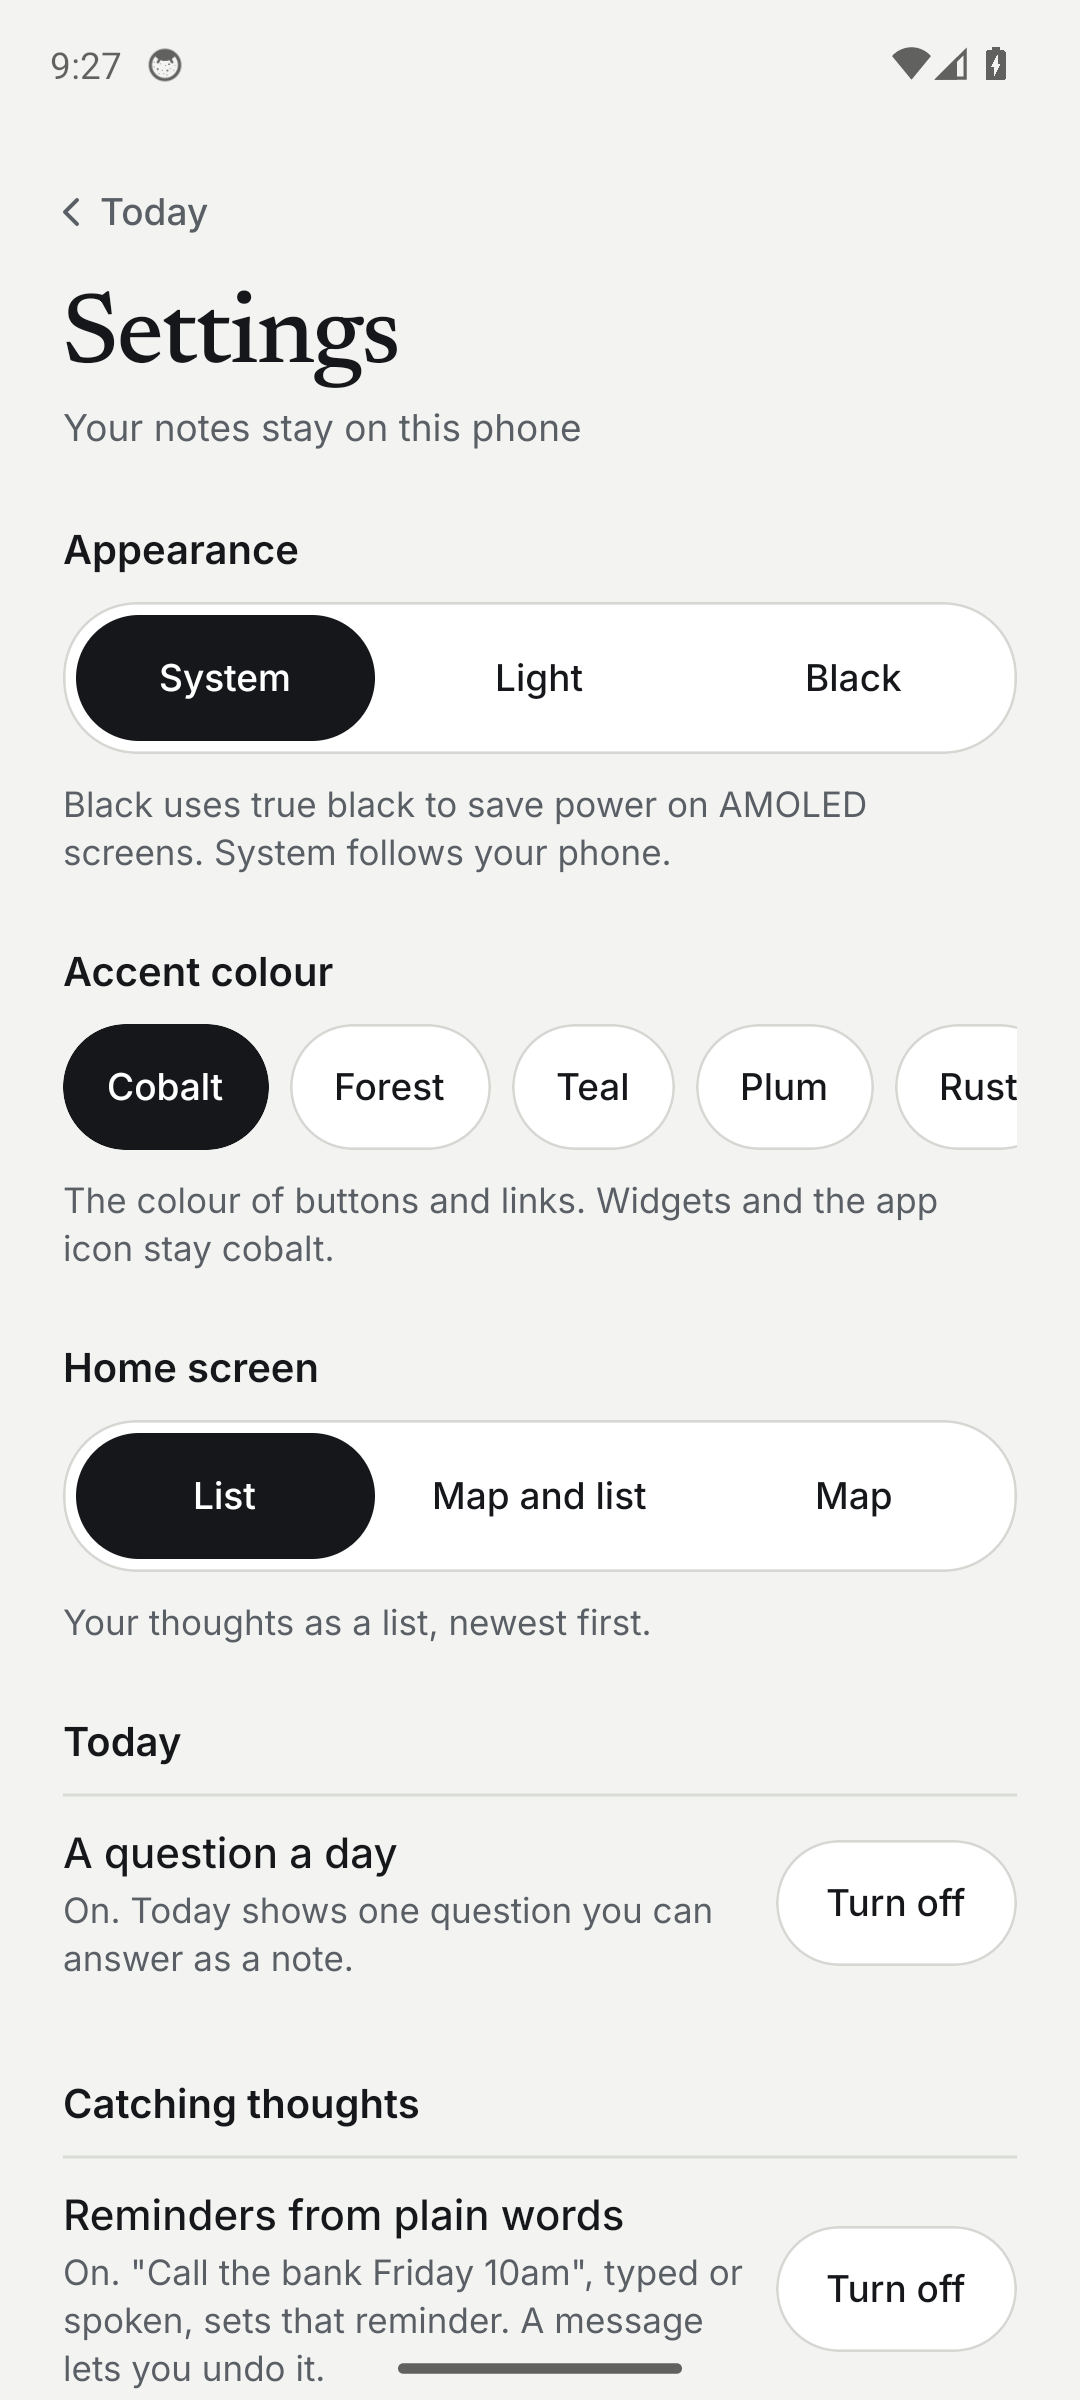 9:27
Today
Settings
Your notes stay on this phone
Appearance
System Light Black
Black uses true black to save power on AMOLED
screens. System follows your phone.
Accent colour
Cobalt Forest Teal Plum Rust
The colour of buttons and links. Widgets and the app
icon stay cobalt.
Home screen
List Map and list Map
Your thoughts as a list, newest first.
Today
A question a day
On. Today shows one question you can
answer as a note.
Turn off
Catching thoughts
Reminders from plain words
On. "Call the bank Friday 10am", typed or
spoken, sets that reminder. A message
lets you undo it.
Turn off